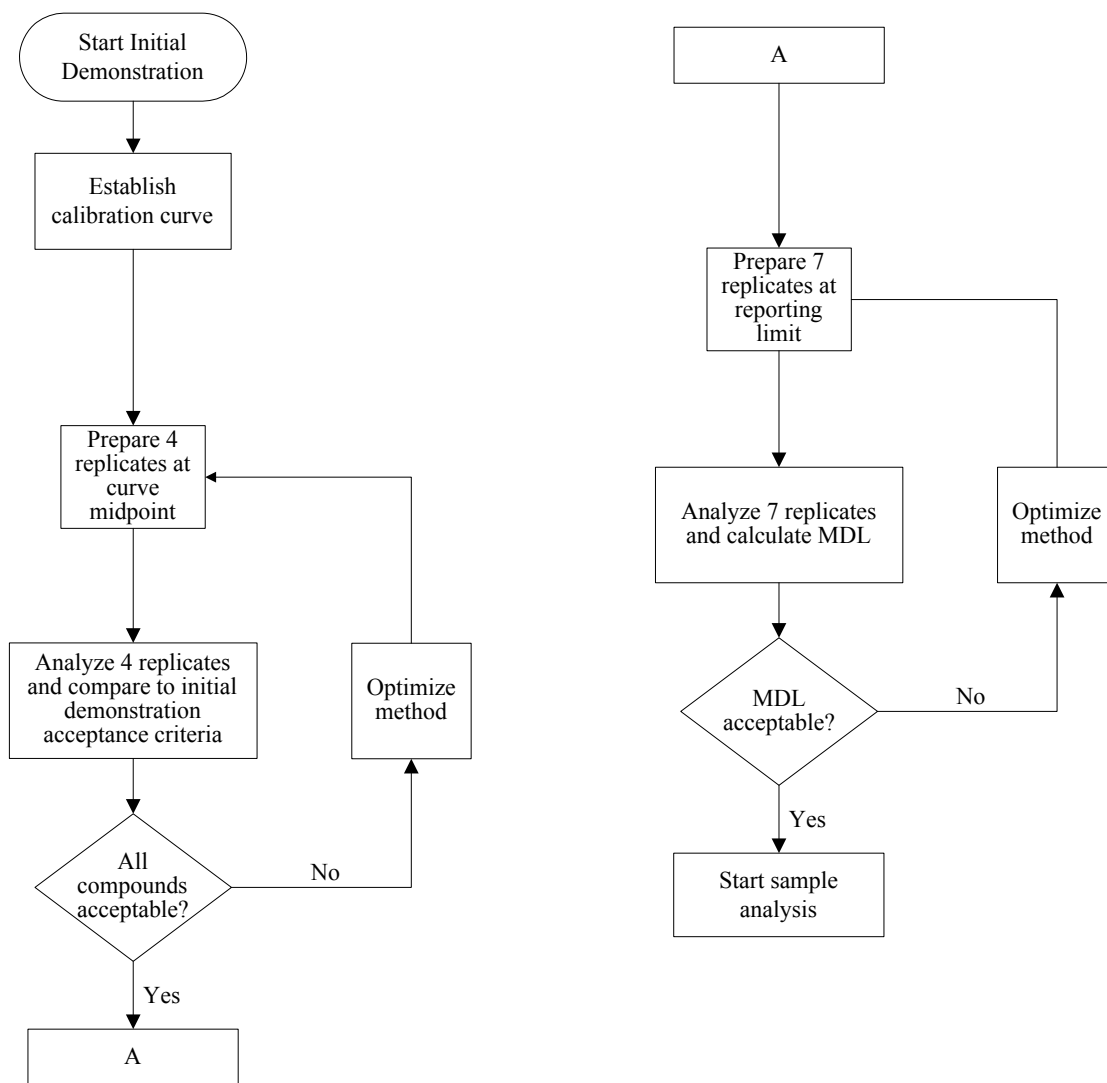 Start Initial
Demonstration
Establish
calibration curve
Prepare 4
replicates at
curve
midpoint
Analyze 4 replicates
and compare to initial
demonstration
acceptance criteria
Optimize
method
All
compounds
acceptable?
No
Yes
A
A
Prepare 7
replicates at
reporting
limit
Analyze 7 replicates
and calculate MDL
Optimize
method
MDL
acceptable?
No
Yes
Start sample
analysis